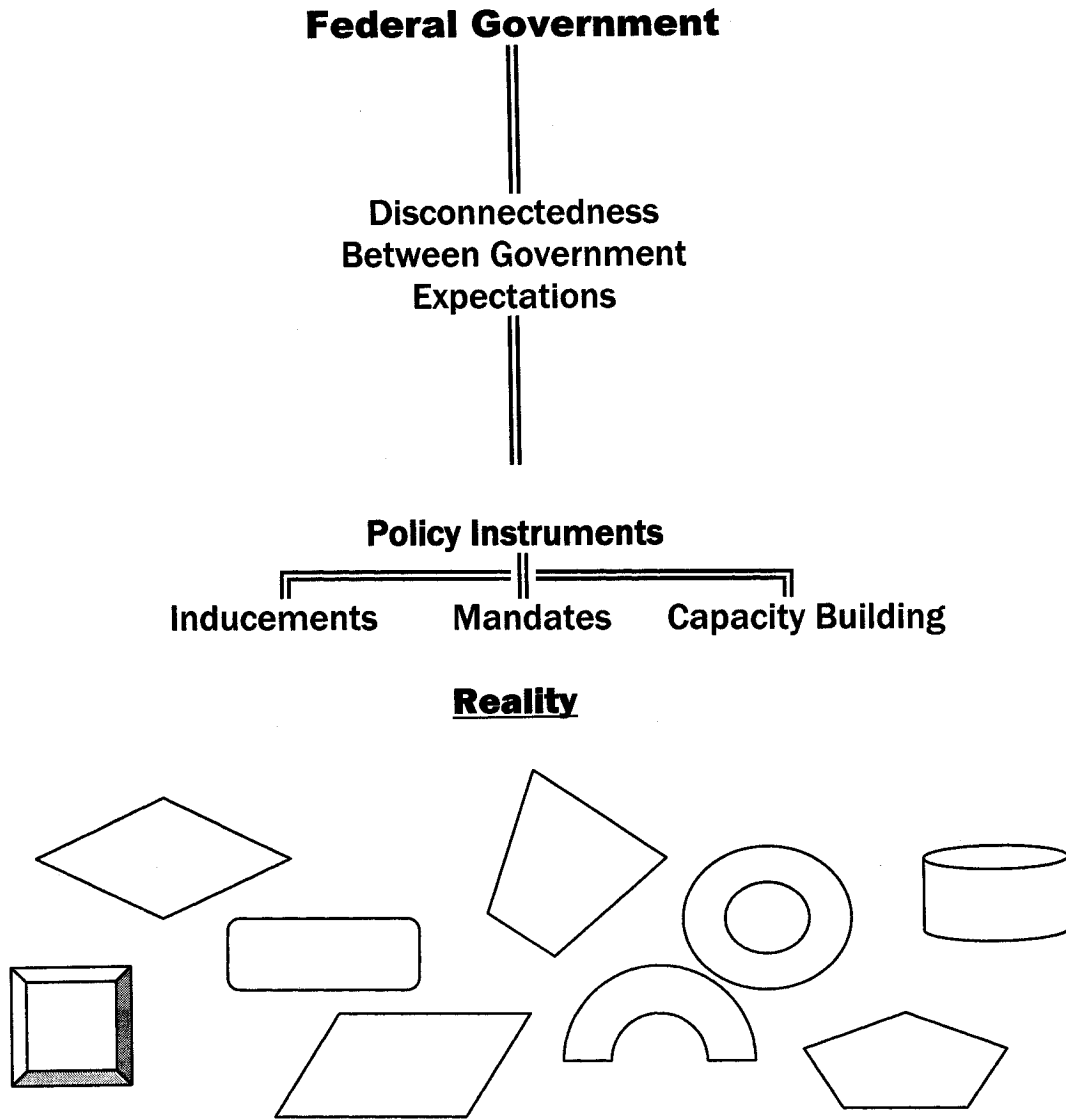 Federal Government
Disconnectedness
Between Government
Expectations
Policy Instruments
Inducements Mandates Capacity Building
Reality